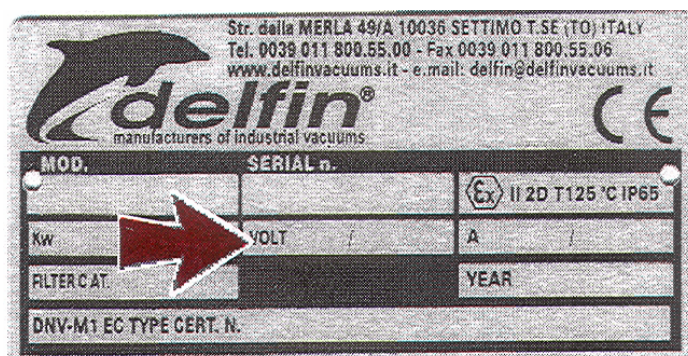 Str. della MERLA 49/A 10036 SETTIMO T.SE (TO) ITALY
Tel. 0039 011 800.55.00 - Fax 0039 011 800.55.06
www.delfinvacuums.it - e.mail: delfin@delfinvacuums.it
delfin®
manufacturers of industrial vacuums
CE
MOD. SERIAL n.
Ex II 2D T125 °C IP65
Kw VOLT / A /
FILTER CAT. YEAR
DNV-M1 EC TYPE CERT. N.